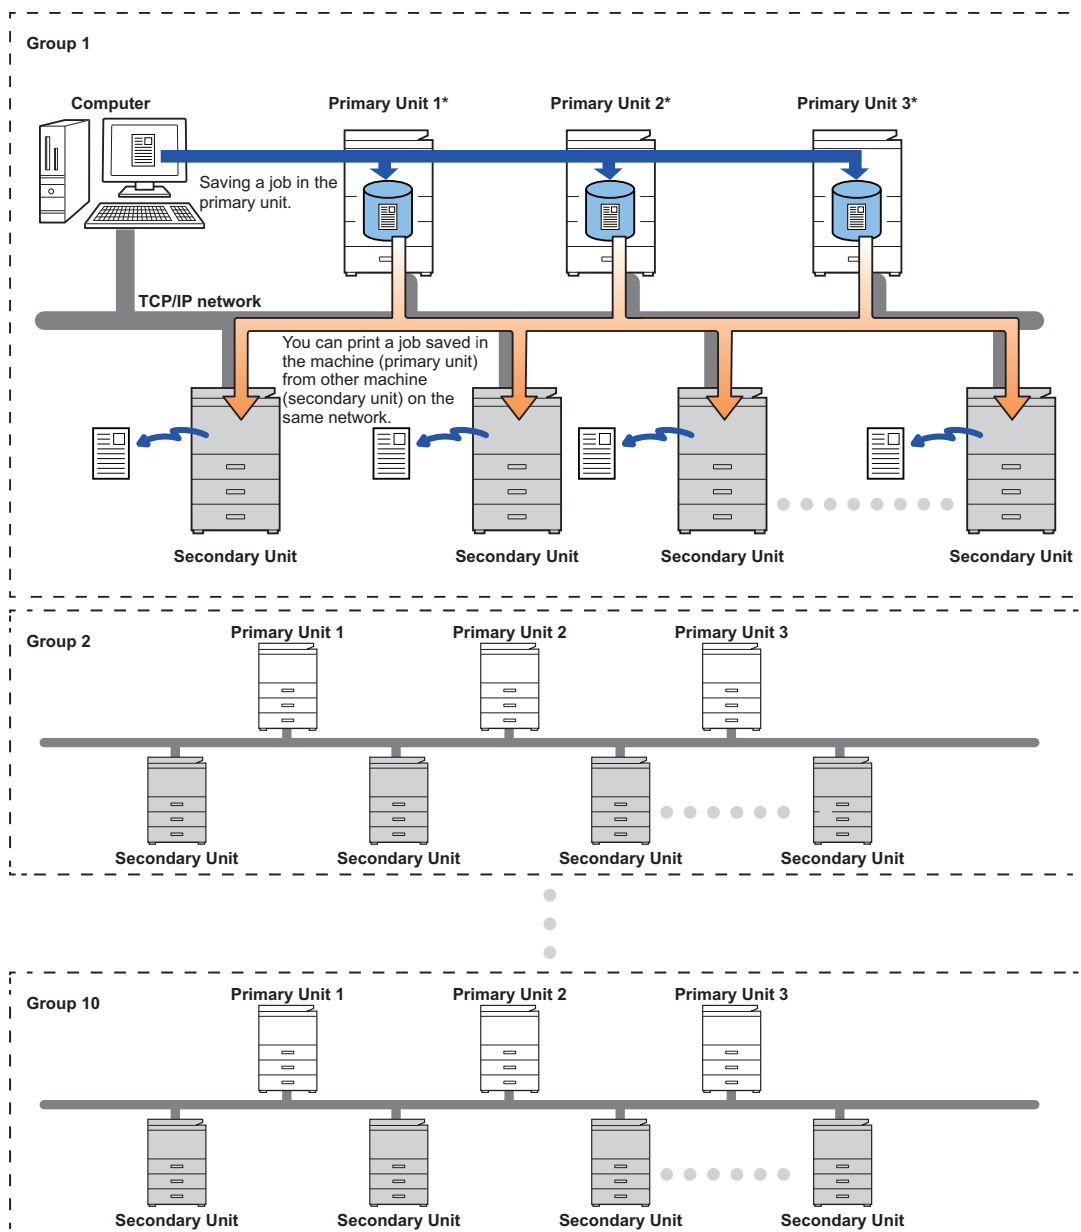 Group 1
Computer
Primary Unit 1*
Primary Unit 2*
Primary Unit 3*
Saving a job in the
primary unit.
TCP/IP network
You can print a job saved in
the machine (primary unit)
from other machine
(secondary unit) on the
same network.
Secondary Unit
Secondary Unit
Secondary Unit
Secondary Unit
Group 2
Primary Unit 1
Primary Unit 2
Primary Unit 3
Secondary Unit
Secondary Unit
Secondary Unit
Secondary Unit
Group 10
Primary Unit 1
Primary Unit 2
Primary Unit 3
Secondary Unit
Secondary Unit
Secondary Unit
Secondary Unit